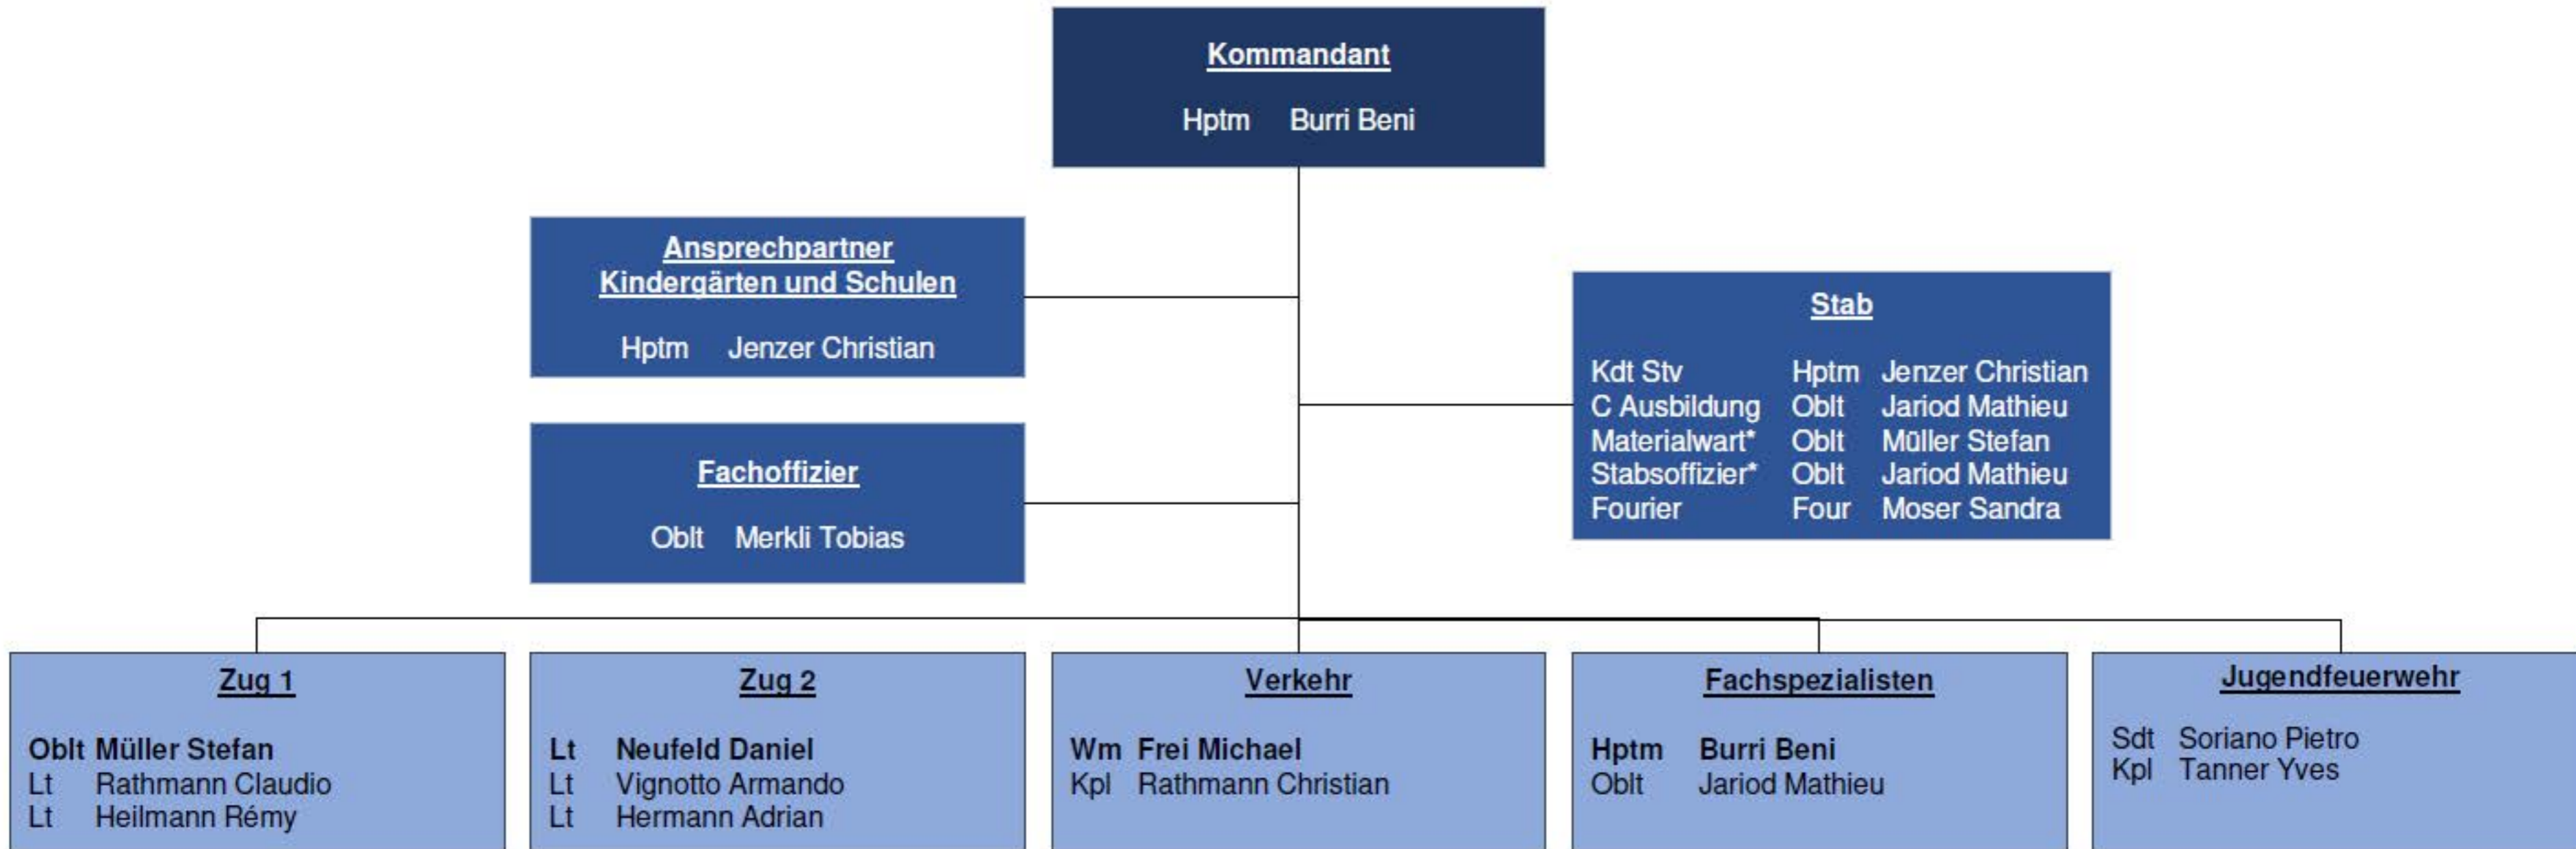 Kommandant
Hptm Burri Beni
Ansprechpartner
Kindergärten und Schulen
Hptm Jenzer Christian
Fachoffizier
Oblt Merkli Tobias
Stab
Kdt Stv Hptm Jenzer Christian
C Ausbildung Oblt Jariod Mathieu
Materialwart* Oblt Müller Stefan
Stabsoffizier* Oblt Jariod Mathieu
Fourier Four Moser Sandra
Zug 1
Oblt Müller Stefan
Lt Rathmann Claudio
Lt Heilmann Rémy
Zug 2
Lt Neufeld Daniel
Lt Vignotto Armando
Lt Hermann Adrian
Verkehr
Wm Frei Michael
Kpl Rathmann Christian
Fachspezialisten
Hptm Burri Beni
Oblt Jariod Mathieu
Jugendfeuerwehr
Sdt Soriano Pietro
Kpl Tanner Yves